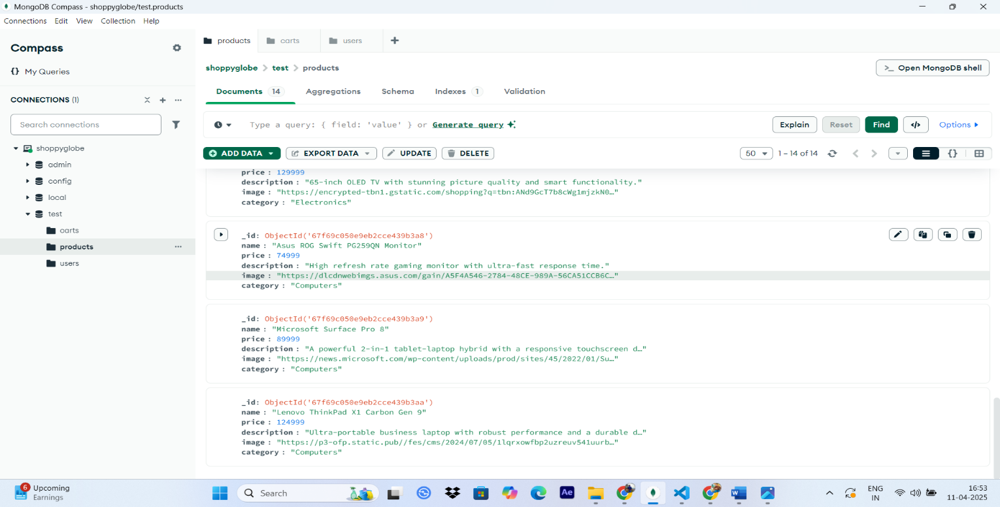 MongoDB Compass - shoppyglobe/test.products
Connections Edit View Collection Help
Compass
{} My Queries
CONNECTIONS (1)
Search connections
shoppyglobe
admin
config
local
test
carts
products
users
products carts users
shoppyglobe > test > products
>_ Open MongoDB shell
Documents 14 Aggregations Schema Indexes 1 Validation
Type a query: { field: 'value' } or Generate query
Explain Reset Find </> Options
ADD DATA EXPORT DATA UPDATE DELETE
50 1 – 14 of 14 {}
price : 129999
description : "65-inch OLED TV with stunning picture quality and smart functionality."
image : "https://encrypted-tbn1.gstatic.com/shopping?q=tbn:ANd9GcT7b8cWg1mjzkN0…"
category : "Electronics"
_id: ObjectId('67f69c050e9eb2cce439b3a8')
name : "Asus ROG Swift PG259QN Monitor"
price : 74999
description : "High refresh rate gaming monitor with ultra-fast response time."
image : "https://dlcdnwebimgs.asus.com/gain/A5F4A546-2784-48CE-989A-56CA51CCB6C…"
category : "Computers"
_id: ObjectId('67f69c050e9eb2cce439b3a9')
name : "Microsoft Surface Pro 8"
price : 89999
description : "A powerful 2-in-1 tablet-laptop hybrid with a responsive touchscreen d…"
image : "https://news.microsoft.com/wp-content/uploads/prod/sites/45/2022/01/Su…"
category : "Computers"
_id: ObjectId('67f69c050e9eb2cce439b3aa')
name : "Lenovo ThinkPad X1 Carbon Gen 9"
price : 124999
description : "Ultra-portable business laptop with robust performance and a durable d…"
image : "https://p3-ofp.static.pub//fes/cms/2024/07/05/1lqrxowfbp2uzreuv541uurb…"
category : "Computers"
6
Upcoming
Earnings
Search
Ae
W
ENG
IN
16:53
11-04-2025